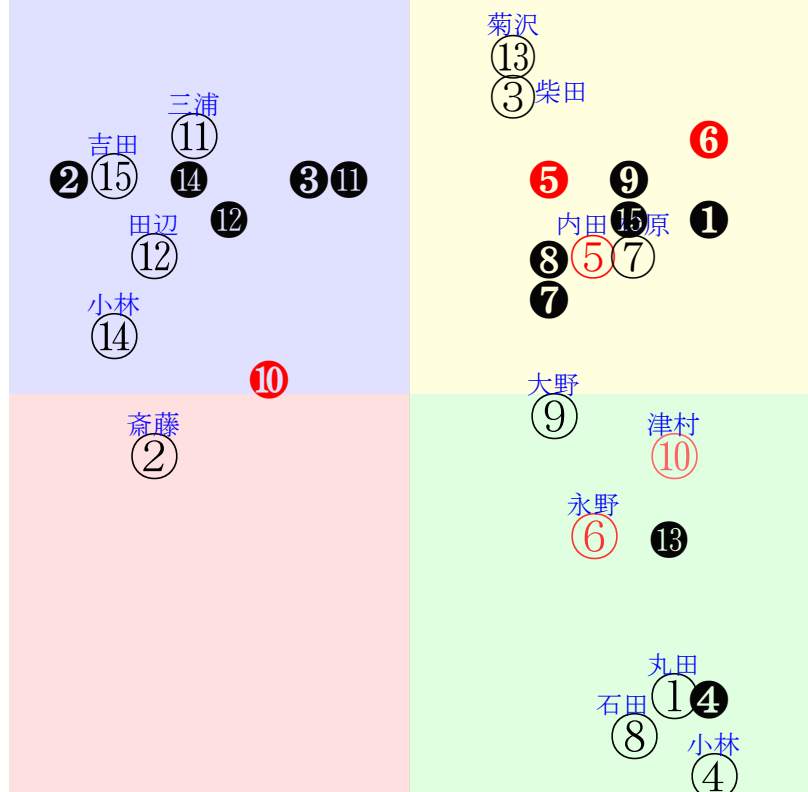 菊沢
⑬
③柴田
三浦
⑪
❻
吉田
❷⑮⓮
❸⓫
❺
❾
⓬
⓯
❶
田辺
⑫
内田
原
❽⑤⑦
❼
小林
⑭
❿
大野
⑨
斎藤
②
津村
⑩
永野
⑥
⓭
丸田
①❹
石田
⑧
小林
④